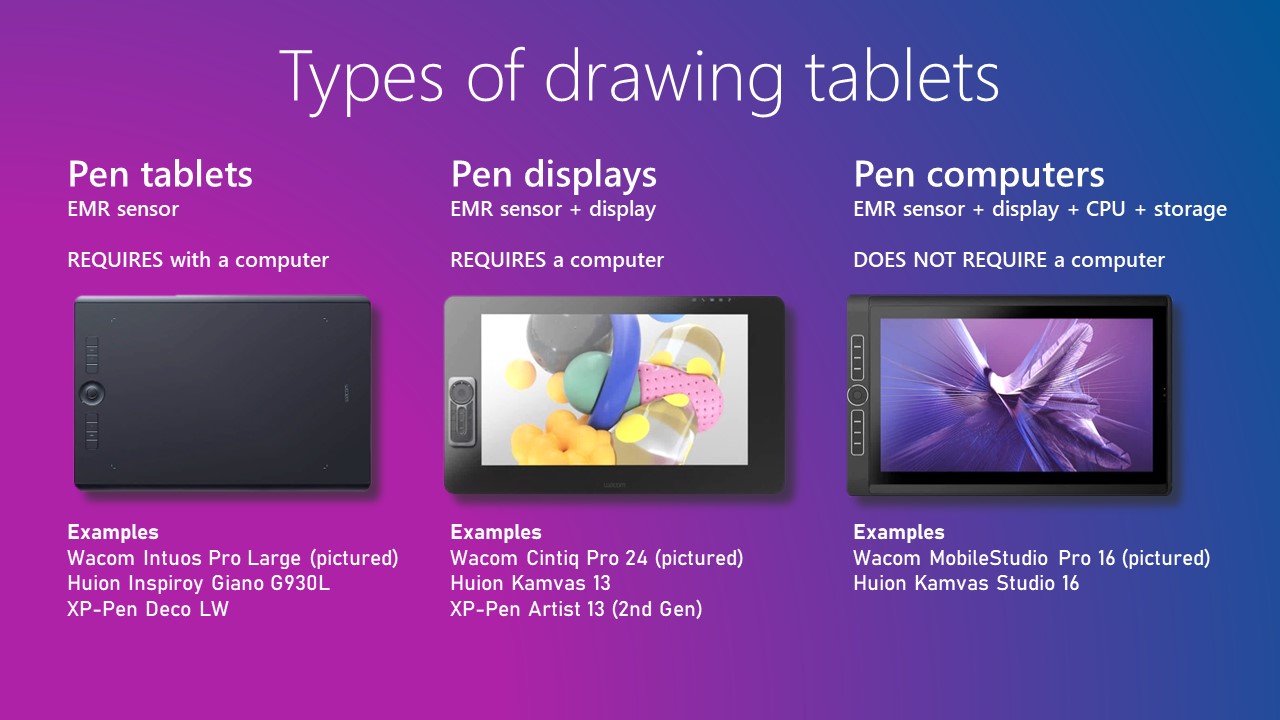 Types of drawing tablets
Pen tablets
EMR sensor
REQUIRES with a computer
Pen displays
EMR sensor + display
REQUIRES a computer
Pen computers
EMR sensor + display + CPU + storage
DOES NOT REQUIRE a computer
wacom
wacom
Examples
Wacom Intuos Pro Large (pictured)
Huion Inspiroy Giano G930L
XP-Pen Deco LW
Examples
Wacom Cintiq Pro 24 (pictured)
Huion Kamvas 13
XP-Pen Artist 13 (2nd Gen)
Examples
Wacom MobileStudio Pro 16 (pictured)
Huion Kamvas Studio 16